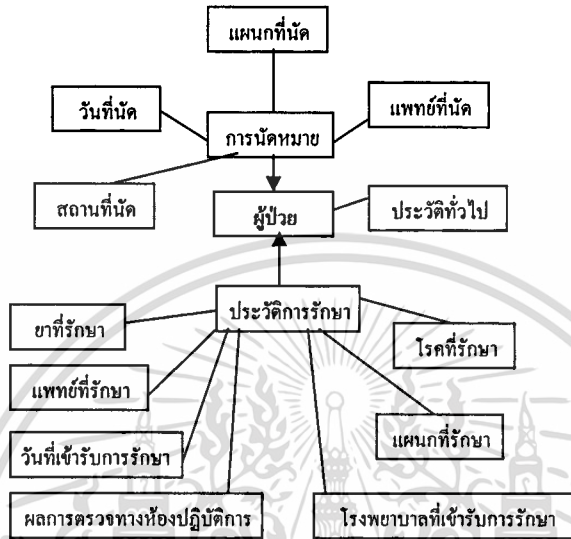 แผนกที่นัด
วันที่นัด
แพทย์ที่นัด
การนัดหมาย
สถานที่นัด
ผู้ป่วย
ประวัติทั่วไป
ประวัติการรักษา
ยาที่รักษา
โรคที่รักษา
แพทย์ที่รักษา
แผนกที่รักษา
วันที่เข้ารับการรักษา
ผลการตรวจทางห้องปฏิบัติการ
โรงพยาบาลที่เข้ารับการรักษา